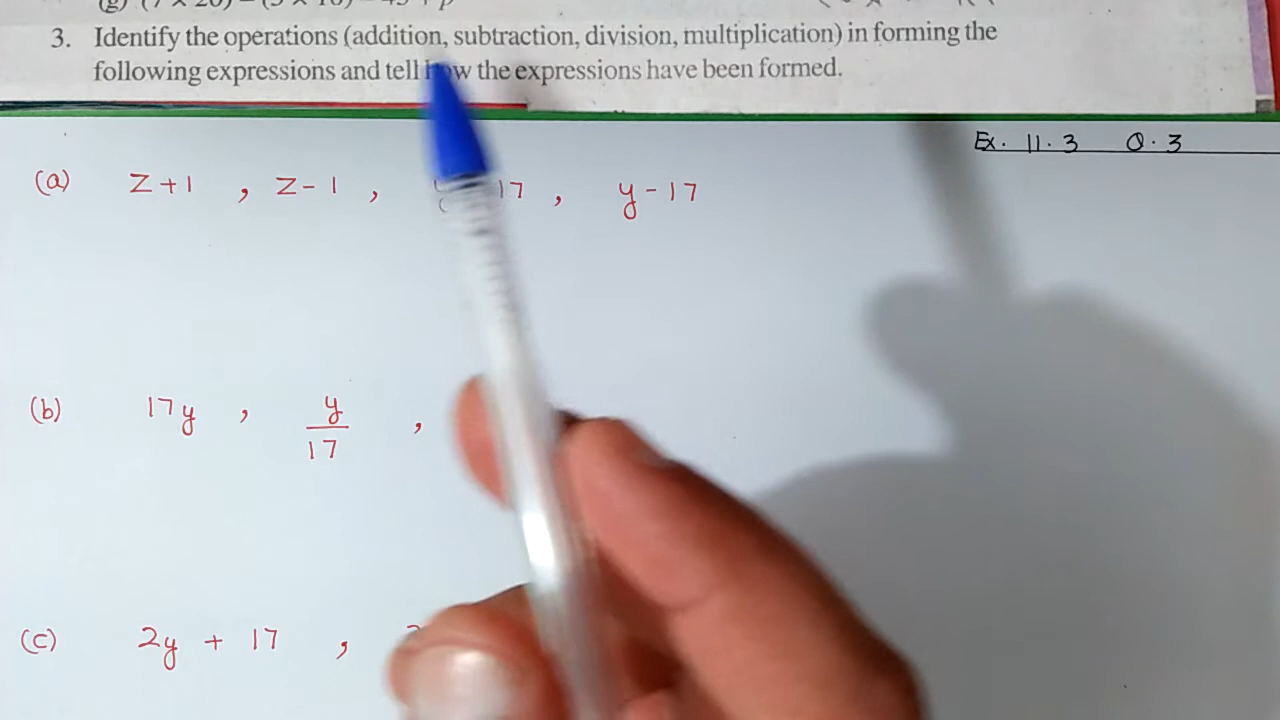 3. Identify the operations (addition, subtraction, division, multiplication) in forming the
following expressions and tell how the expressions have been formed.
Ex. 11.3 Q.3
(a) z+1 , z-1 , 17 , y-17
(b) 17y , y/17 ,
(c) 2y + 17 ,